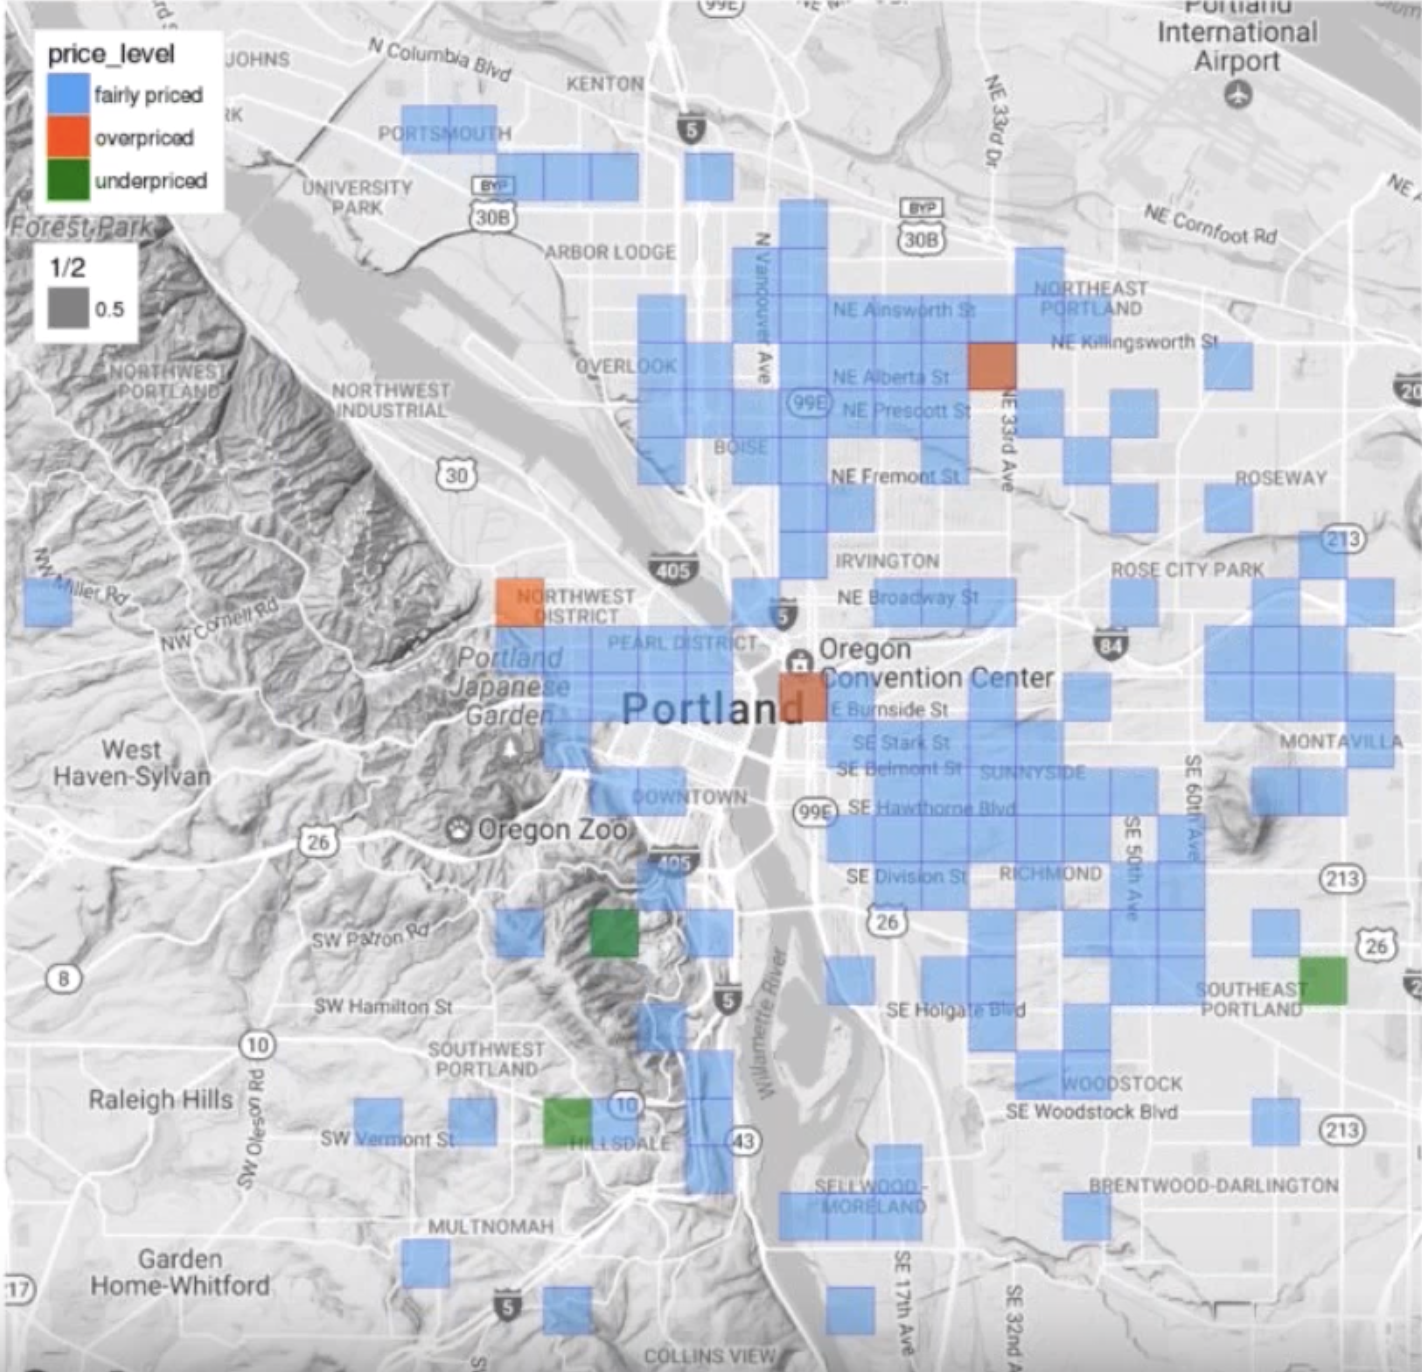 99E
Portland
International
Airport
price_level
fairly priced
overpriced
underpriced
1/2
0.5
JOHNS
N Columbia Blvd
KENTON
5
NE 33rd Dr
RK
PORTSMOUTH
UNIVERSITY
PARK
BYP
30B
BYP
30B
NE Cornfoot Rd
Forest Park
ARBOR LODGE
N Vancouver Ave
NORTHEAST
PORTLAND
NE Ainsworth St
NE Killingsworth St
OVERLOOK
NE Alberta St
NORTHWEST
PORTLAND
NORTHWEST
INDUSTRIAL
99E
NE Prescott St
NE 33rd Ave
20
BOISE
30
NE Fremont St
ROSEWAY
213
IRVINGTON
ROSE CITY PARK
405
NW Miller Rd
NW Cornell Rd
NORTHWEST
DISTRICT
NE Broadway St
5
PEARL DISTRICT
84
Portland
Japanese
Garden
Oregon
Convention Center
Portland
E Burnside St
West
Haven-Sylvan
SE Stark St
MONTAVILLA
SE Belmont St
SUNNYSIDE
SE 60th Ave
DOWNTOWN
SE Hawthorne Blvd
99E
26
Oregon Zoo
SE 50th Ave
405
SE Division St
RICHMOND
213
SW Patton Rd
26
26
8
SW Hamilton St
5
Willamette River
SE Holgate Blvd
SOUTHEAST
PORTLAND
2
10
SOUTHWEST
PORTLAND
WOODSTOCK
Raleigh Hills
SW Oleson Rd
10
SE Woodstock Blvd
SW Vermont St
HILLSDALE
43
213
SELLWOOD-
MORELAND
BRENTWOOD-DARLINGTON
MULTNOMAH
Garden
Home-Whitford
17
5
SE 17th Ave
SE 32nd A
COLLINS VIEW